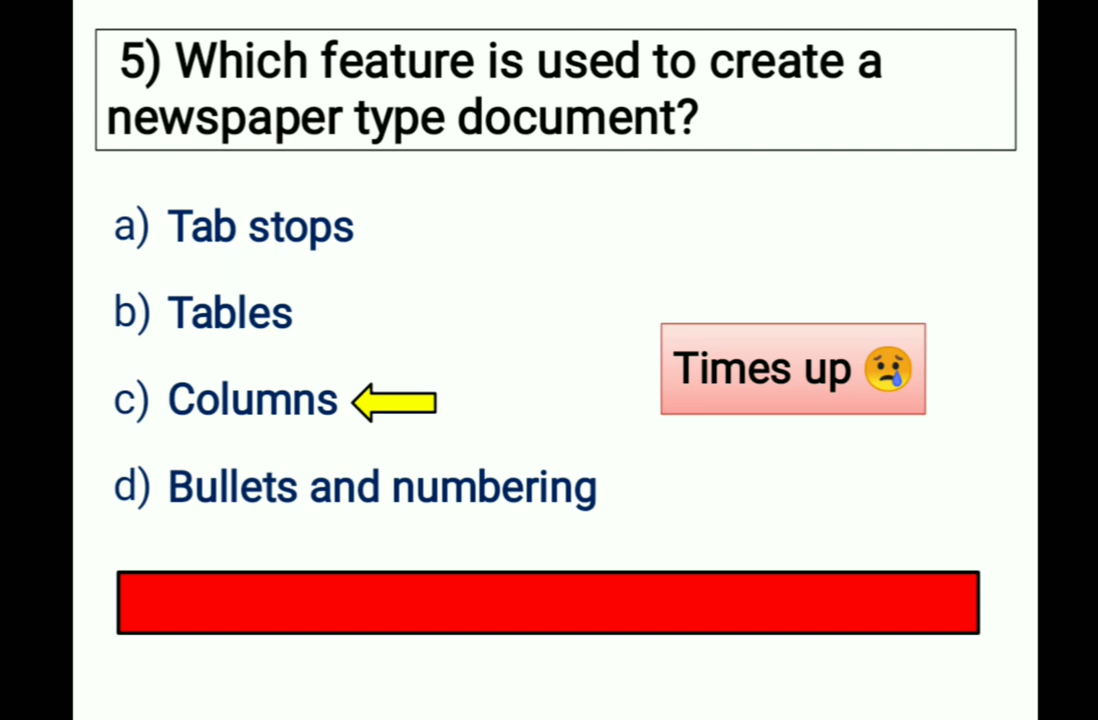 5) Which feature is used to create a
newspaper type document?
a) Tab stops
b) Tables
c) Columns
Times up 😢
d) Bullets and numbering